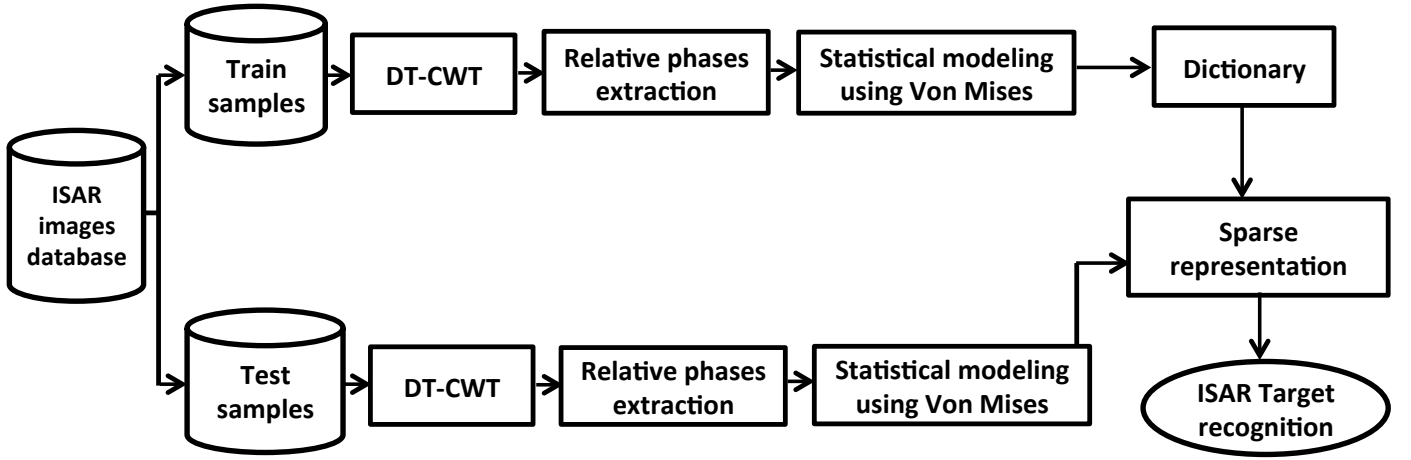 ISAR
images
database
Train
samples
DT-CWT
Relative phases
extraction
Statistical modeling
using Von Mises
Dictionary
Test
samples
DT-CWT
Relative phases
extraction
Statistical modeling
using Von Mises
Sparse
representation
ISAR Target
recognition